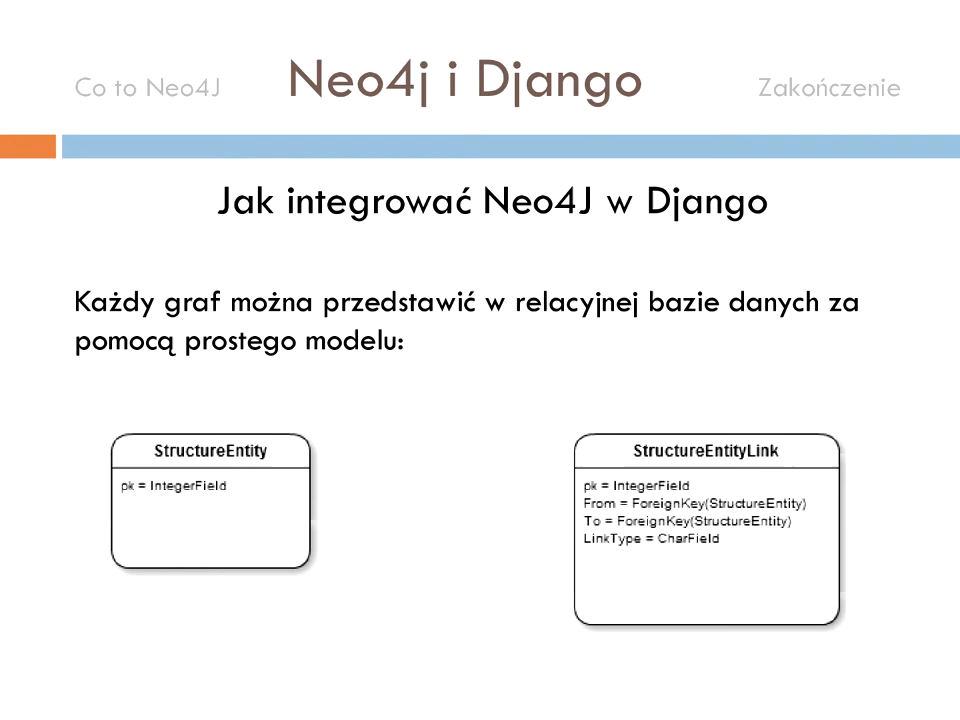 Co to Neo4J Neo4j i Django Zakończenie
Jak integrować Neo4J w Django
Każdy graf można przedstawić w relacyjnej bazie danych za
pomocą prostego modelu:
StructureEntity
pk = IntegerField
StructureEntityLink
pk = IntegerField
From = ForeignKey(StructureEntity)
To = ForeignKey(StructureEntity)
LinkType = CharField